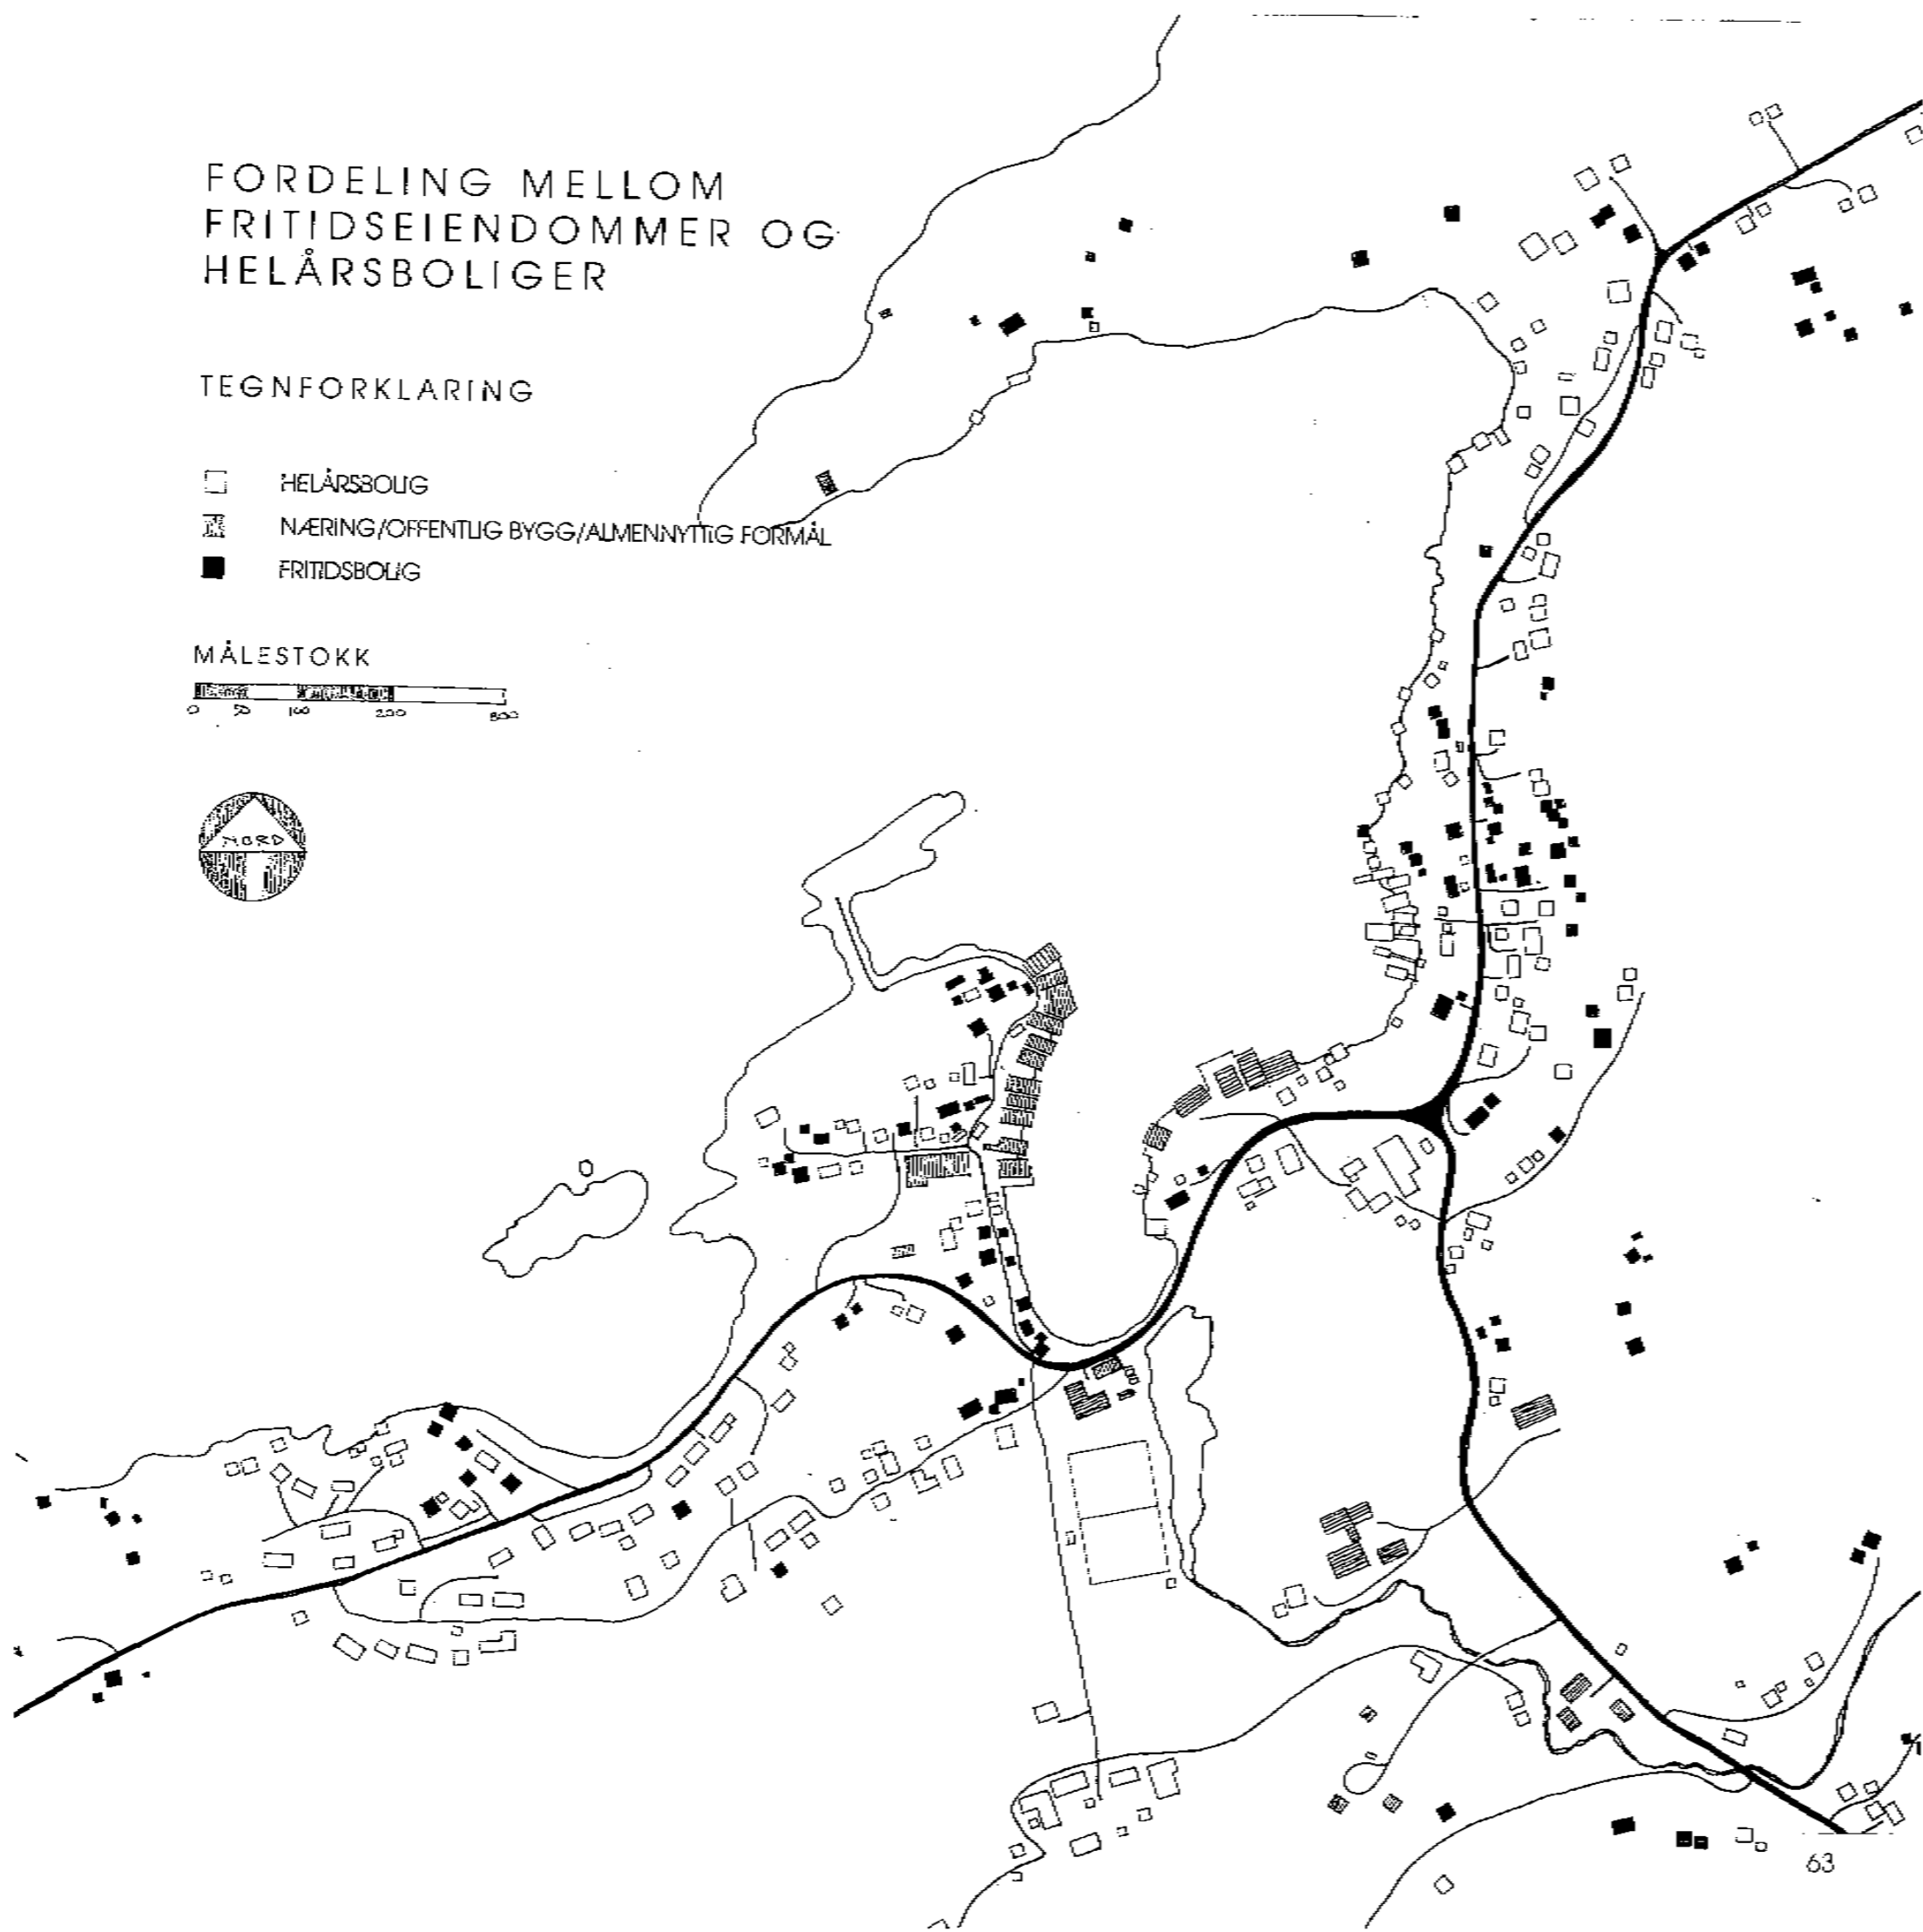 FORDELING MELLOM
FRITIDSEIENDOMMER OG
HELÅRSBOLIGER
TEGNFORKLARING
HELÅRSBOLIG
NÆRING/OFFENTLIG BYGG/ALMENNYTTIG FORMÅL
FRITIDSBOLIG
MÅLESTOKK
0 50 100 200 300
NORD
63